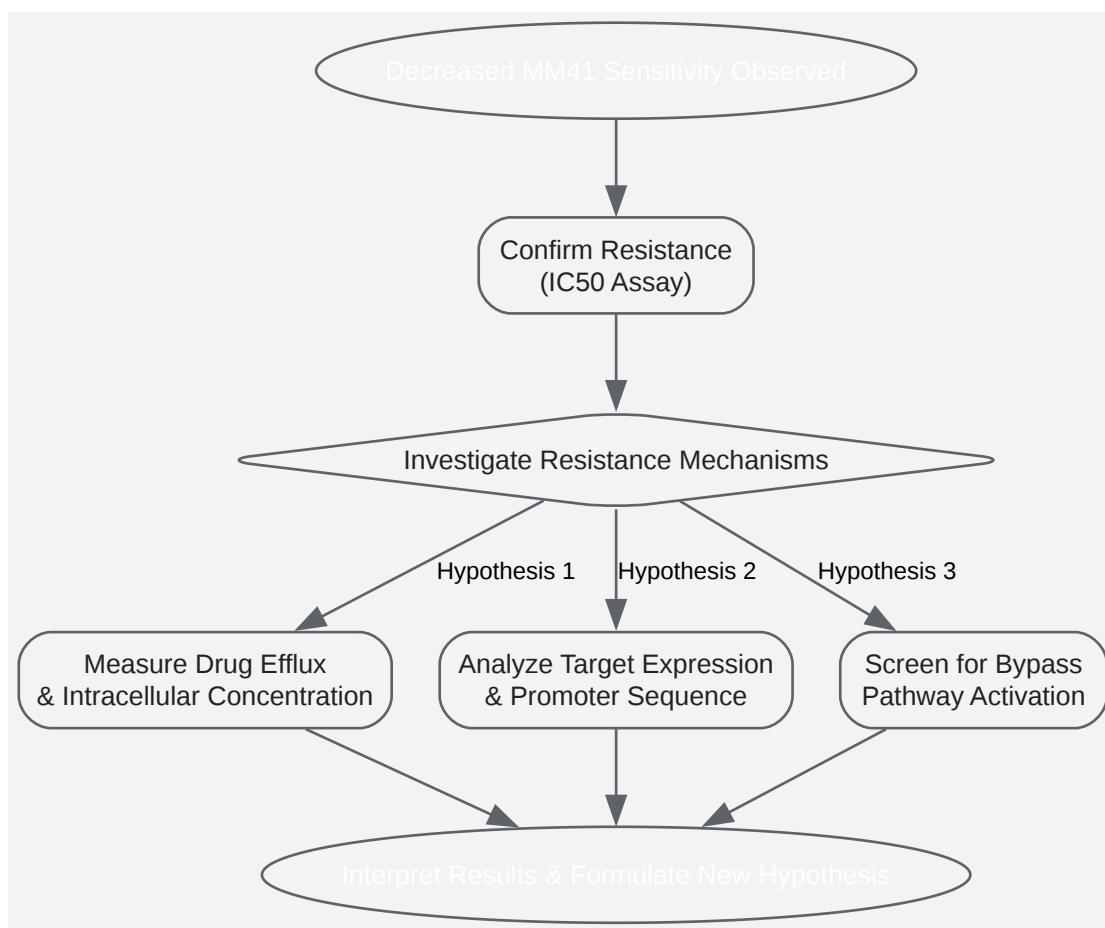 Decreased MM41 Sensitivity Observed
Confirm Resistance
(IC50 Assay)
Investigate Resistance Mechanisms
Hypothesis 1
Hypothesis 2
Hypothesis 3
Measure Drug Efflux
& Intracellular Concentration
Analyze Target Expression
& Promoter Sequence
Screen for Bypass
Pathway Activation
Interpret Results & Formulate New Hypothesis